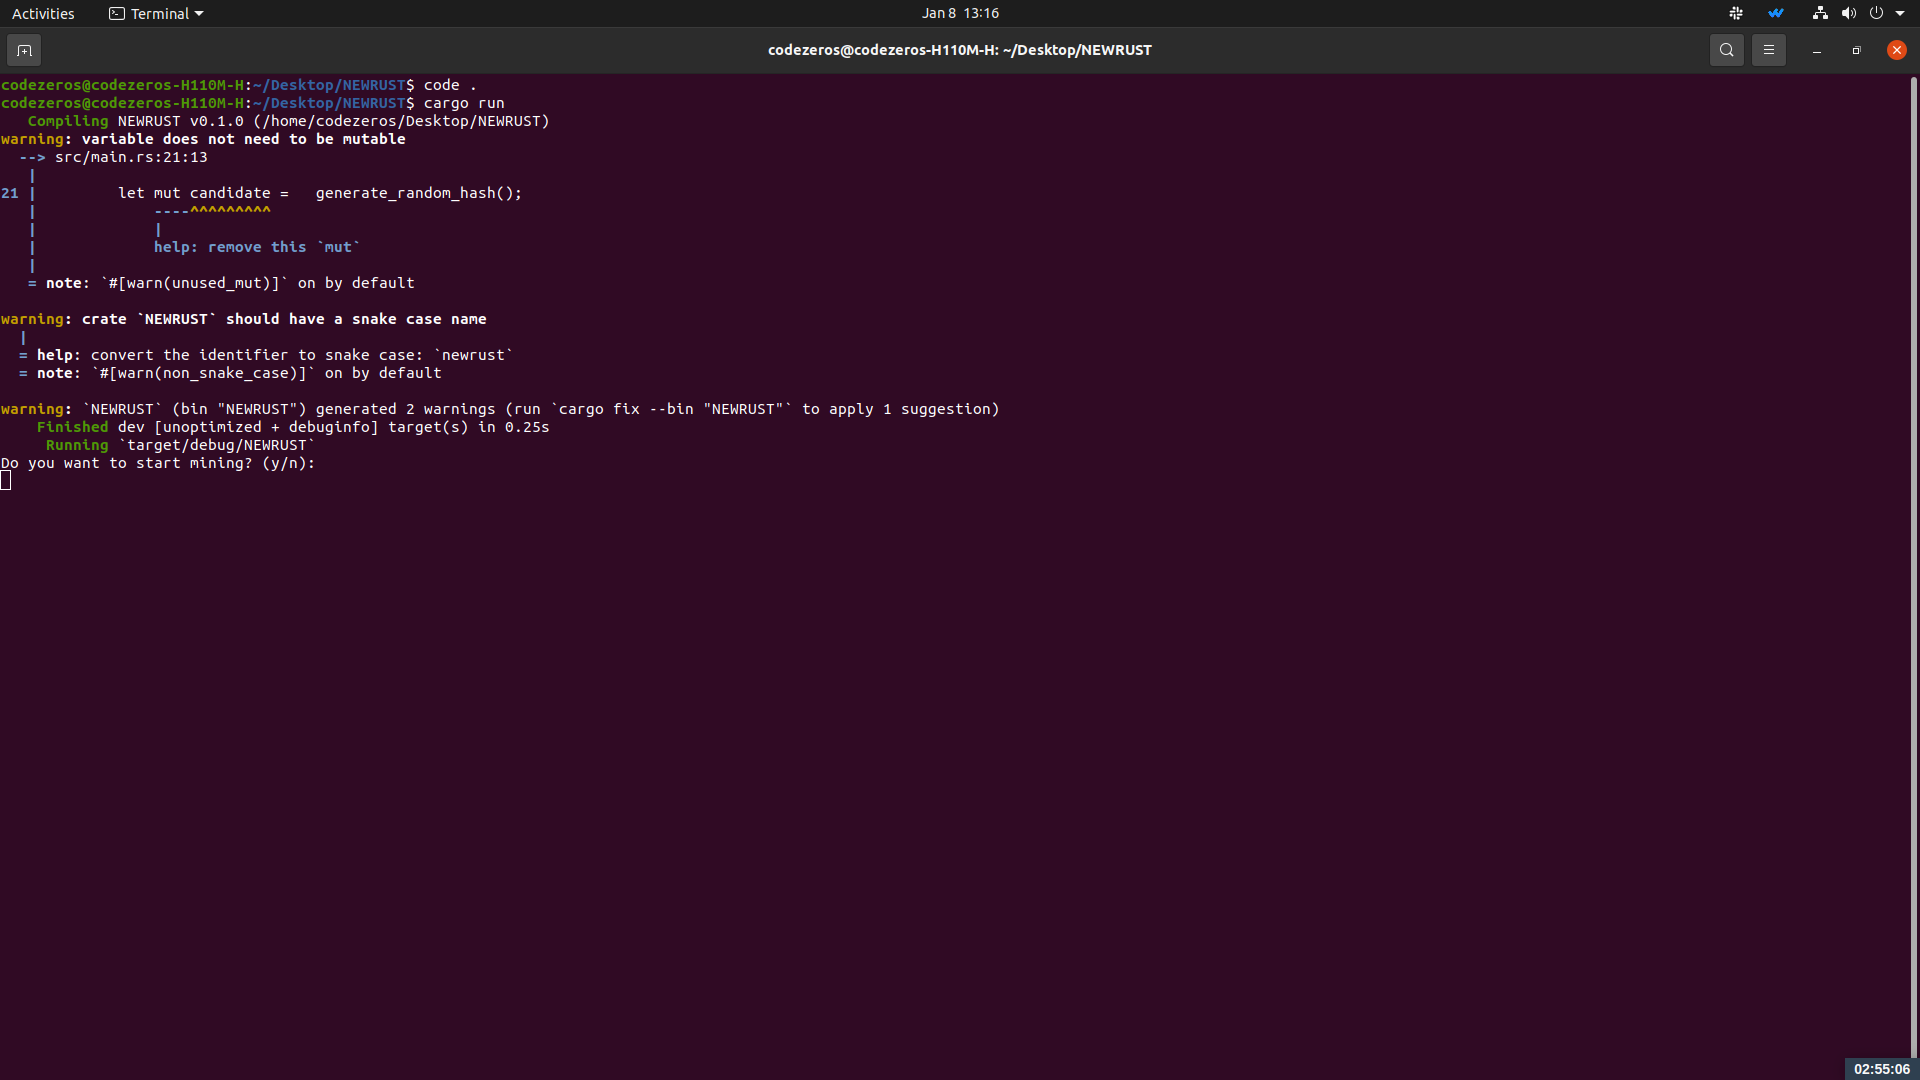 Activities
Terminal
Jan 8 13:16
codezeros@codezeros-H110M-H: ~/Desktop/NEWRUST
codezeros@codezeros-H110M-H:~/Desktop/NEWRUST$ code .
codezeros@codezeros-H110M-H:~/Desktop/NEWRUST$ cargo run
   Compiling NEWRUST v0.1.0 (/home/codezeros/Desktop/NEWRUST)
warning: variable does not need to be mutable
  --> src/main.rs:21:13
   |
21 |         let mut candidate =   generate_random_hash();
   |             ----^^^^^^^^^
   |             |
   |             help: remove this `mut`
   |
   = note: `#[warn(unused_mut)]` on by default
warning: crate `NEWRUST` should have a snake case name
  |
  = help: convert the identifier to snake case: `newrust`
  = note: `#[warn(non_snake_case)]` on by default
warning: `NEWRUST` (bin "NEWRUST") generated 2 warnings (run `cargo fix --bin "NEWRUST"` to apply 1 suggestion)
    Finished dev [unoptimized + debuginfo] target(s) in 0.25s
     Running `target/debug/NEWRUST`
Do you want to start mining? (y/n):
02:55:06